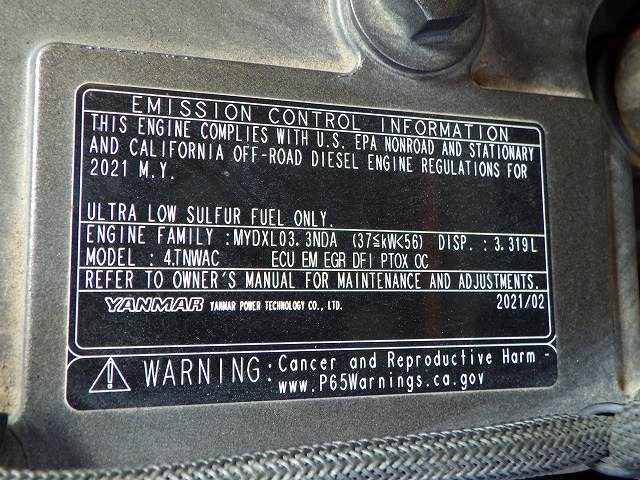 EMISSION CONTROL INFORMATION
THIS ENGINE COMPLIES WITH U.S. EPA NONROAD AND STATIONARY
AND CALIFORNIA OFF-ROAD DIESEL ENGINE REGULATIONS FOR
2021 M.Y.
ULTRA LOW SULFUR FUEL ONLY.
ENGINE FAMILY : MYDXL03.3NDA (37≦kW<56) DISP. : 3.319L
MODEL : 4TNWAC ECU EM EGR DFI PTOX OC
REFER TO OWNER'S MANUAL FOR MAINTENANCE AND ADJUSTMENTS.
YANMAR YANMAR POWER TECHNOLOGY CO., LTD. 2021/02
WARNING: Cancer and Reproductive Harm -
www.P65Warnings.ca.gov